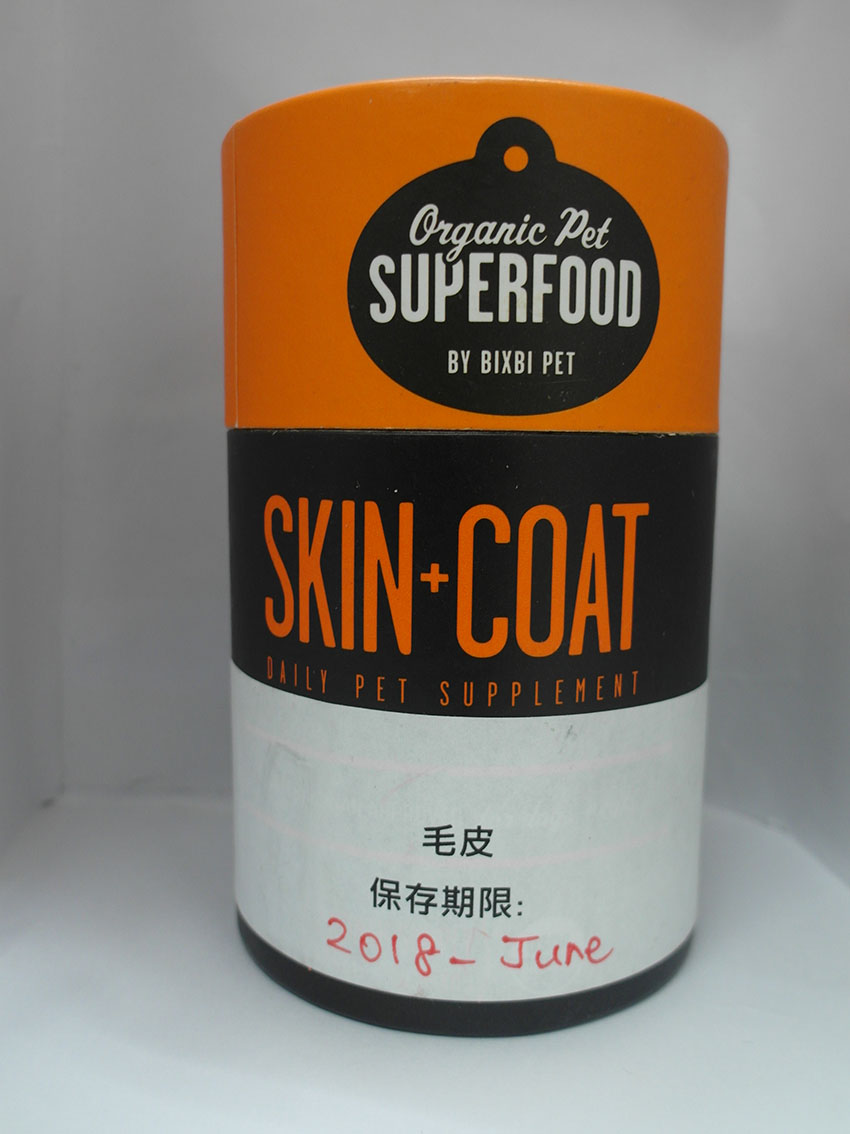 Organic Pet
SUPERFOOD
BY BIXBI PET
SKIN+COAT
DAILY PET SUPPLEMENT
毛皮
保存期限:
2018- June